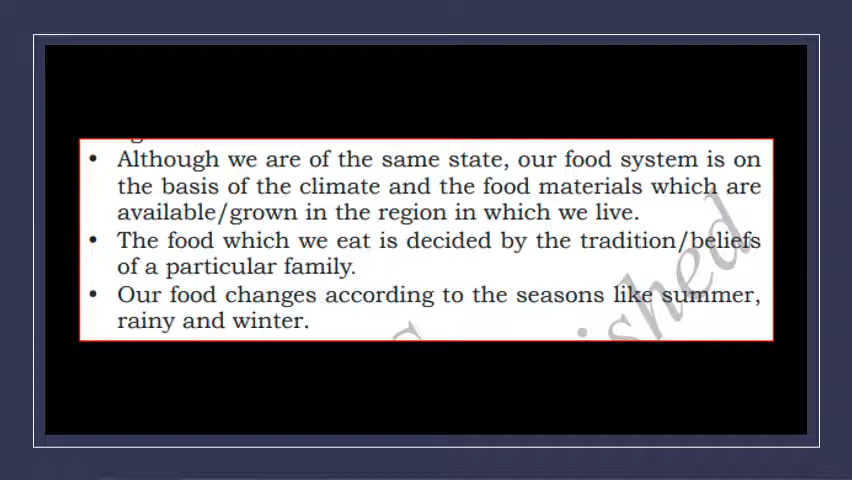 • Although we are of the same state, our food system is on
the basis of the climate and the food materials which are
available/grown in the region in which we live.
• The food which we eat is decided by the tradition/beliefs
of a particular family.
• Our food changes according to the seasons like summer,
rainy and winter.